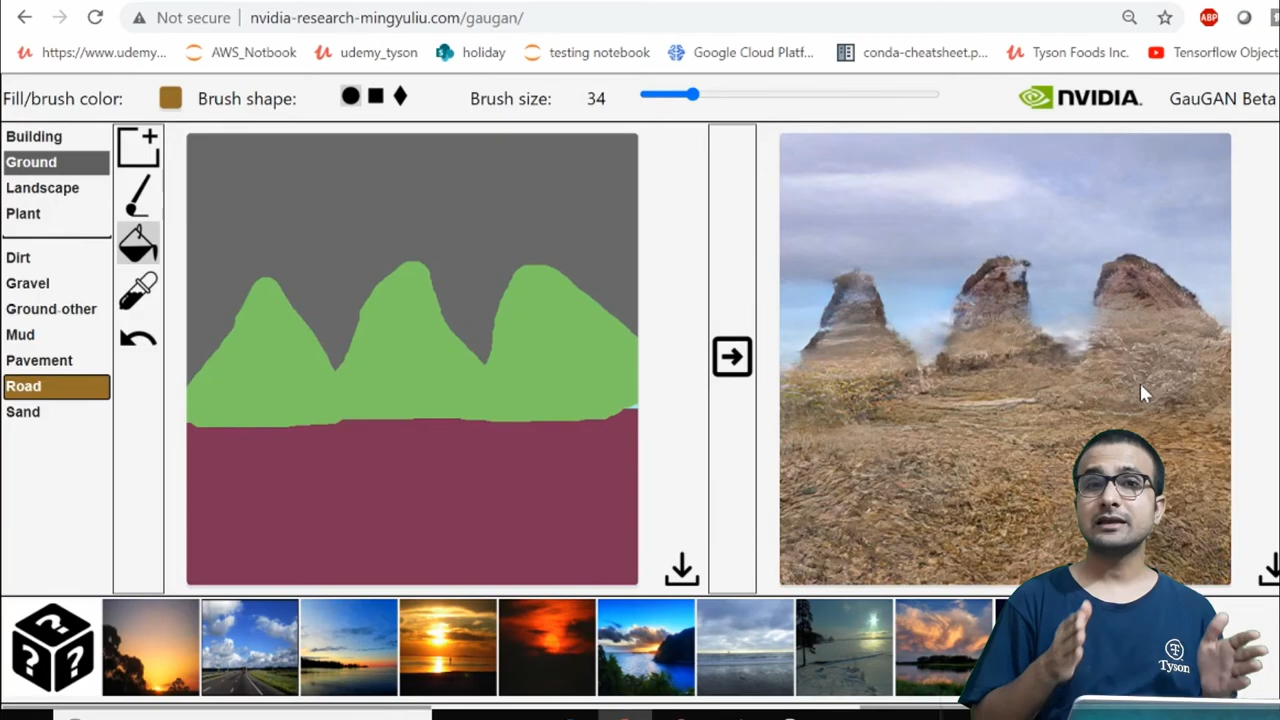 Not secure | nvidia-research-mingyuliu.com/gaugan/
ABP
https://www.udemy... AWS_Notbook udemy_tyson holiday testing notebook Google Cloud Platf... conda-cheatsheet.p... Tyson Foods Inc. Tensorflow Object
Fill/brush color: Brush shape: Brush size: 34 NVIDIA. GauGAN Beta
Building
Ground
Landscape
Plant
Dirt
Gravel
Ground-other
Mud
Pavement
Road
Sand
? ? ?
Tyson